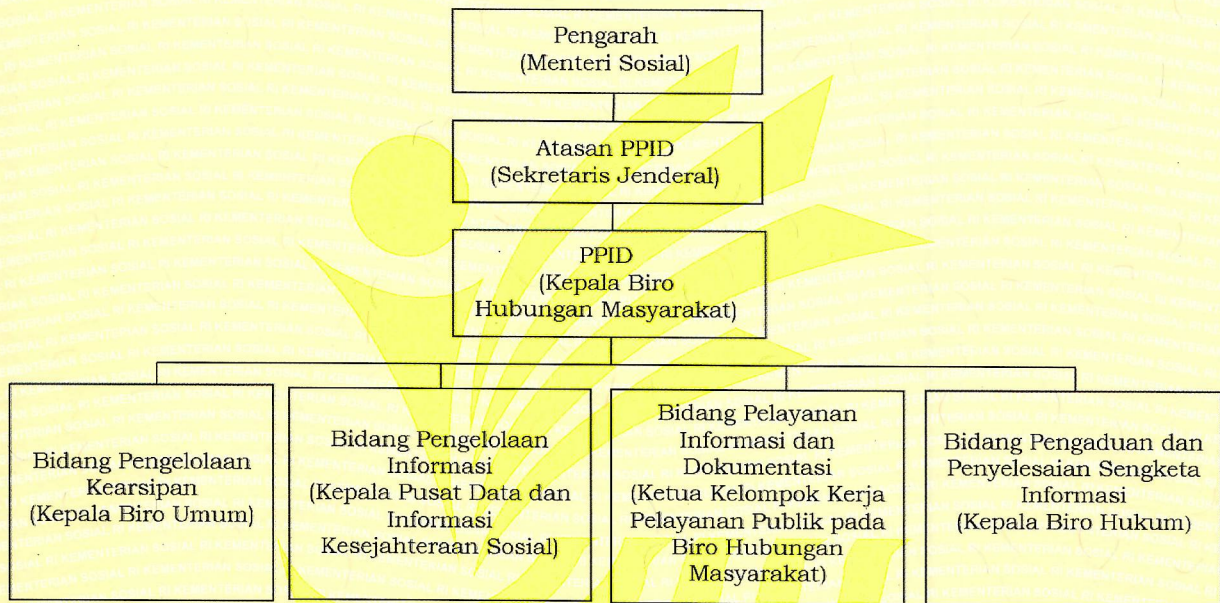 Pengarah
(Menteri Sosial)
Atasan PPID
(Sekretaris Jenderal)
PPID
(Kepala Biro
Hubungan Masyarakat)
Bidang Pengelolaan
Kearsipan
(Kepala Biro Umum)
Bidang Pengelolaan
Informasi
(Kepala Pusat Data dan
Informasi
Kesejahteraan Sosial)
Bidang Pelayanan
Informasi dan
Dokumentasi
(Ketua Kelompok Kerja
Pelayanan Publik pada
Biro Hubungan
Masyarakat)
Bidang Pengaduan dan
Penyelesaian Sengketa
Informasi
(Kepala Biro Hukum)